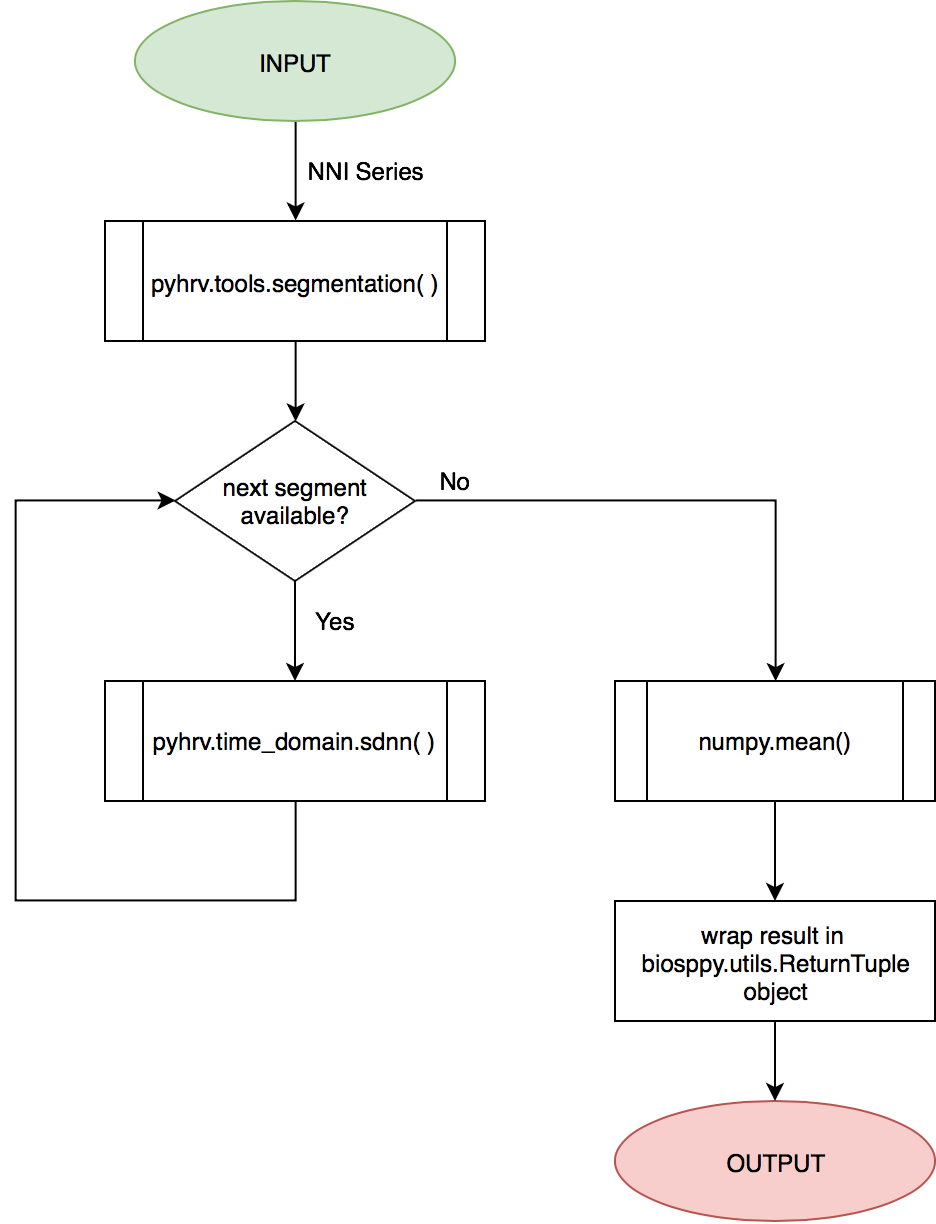 INPUT
NNI Series
pyhrv.tools.segmentation( )
next segment
available?
No
Yes
pyhrv.time_domain.sdnn( )
numpy.mean()
wrap result in
biosppy.utils.ReturnTuple
object
OUTPUT